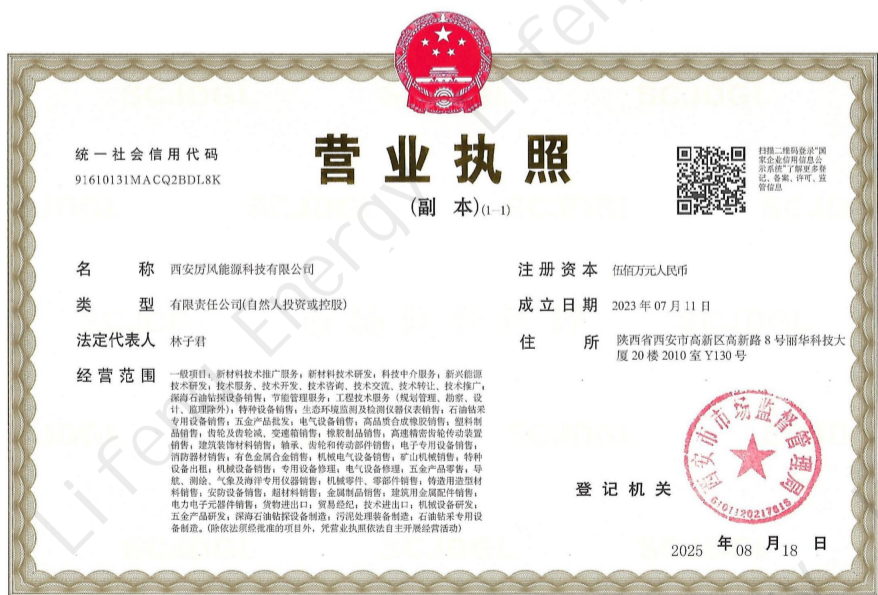 营业执照
(副 本)(1-1)
统一社会信用代码
91610131MACQ2BDL8K
扫描二维码登录"国
家企业信用信息公
示系统"了解更多登
记、备案、许可、监
管信息
名 称 西安厉风能源科技有限公司
类 型 有限责任公司(自然人投资或控股)
法定代表人 林子君
经营范围 一般项目:新材料技术推广服务;新材料技术研发;科技中介服务;新兴能源
技术研发;技术服务、技术开发、技术咨询、技术交流、技术转让、技术推广;
深海石油钻探设备销售;节能管理服务;工程技术服务(规划管理、勘察、设
计、监理除外);特种设备销售;生态环境监测及检测仪器仪表销售;石油钻采
专用设备销售;五金产品批发;电气设备销售;高品质合成橡胶销售;塑料制
品销售;齿轮及齿轮减、变速箱销售;橡胶制品销售;高速精密齿轮传动装置
销售;建筑装饰材料销售;轴承、齿轮和传动部件销售;电子专用设备销售;
消防器材销售;有色金属合金销售;机械电气设备销售;矿山机械销售;特种
设备出租;机械设备销售;专用设备修理;电气设备修理;五金产品零售;导
航、测绘、气象及海洋专用仪器销售;机械零件、零部件销售;铸造用造型材
料销售;安防设备销售;超材料销售;金属制品销售;建筑用金属配件销售;
电力电子元器件销售;货物进出口;贸易经纪;技术进出口;机械设备研发;
五金产品研发;深海石油钻探设备制造;污泥处理装备制造;石油钻采专用设
备制造。(除依法须经批准的项目外,凭营业执照依法自主开展经营活动)
注册资本 伍佰万元人民币
成立日期 2023年07月11日
住 所 陕西省西安市高新区高新路8号丽华科技大
厦20楼2010室Y130号
登记机关
西安市市场监督管理局
6101120217615
2025 年 08 月 18 日
Lifeng Energy Lifeng